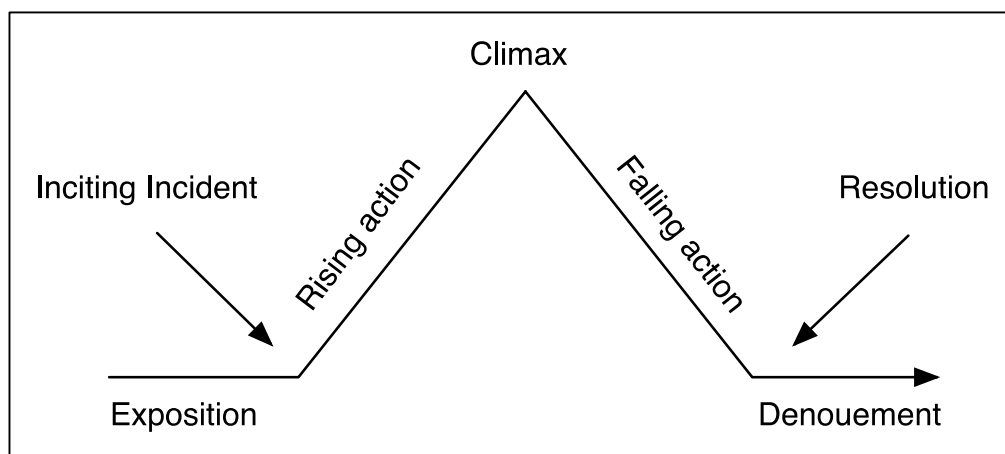 Climax
Inciting Incident
Rising action
Falling action
Resolution
Exposition
Denouement